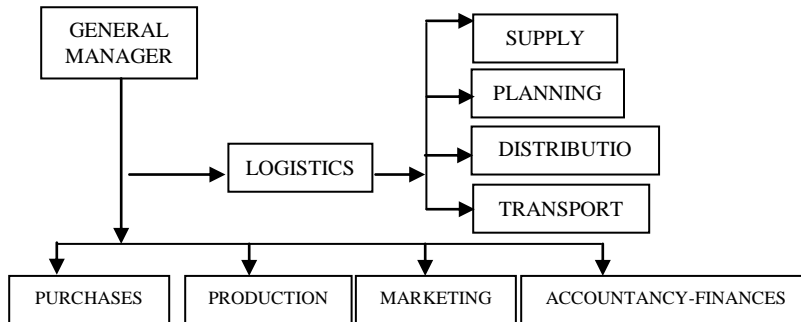 GENERAL
MANAGER
SUPPLY
PLANNING
DISTRIBUTIO
LOGISTICS
TRANSPORT
PURCHASES
PRODUCTION
MARKETING
ACCOUNTANCY-FINANCES